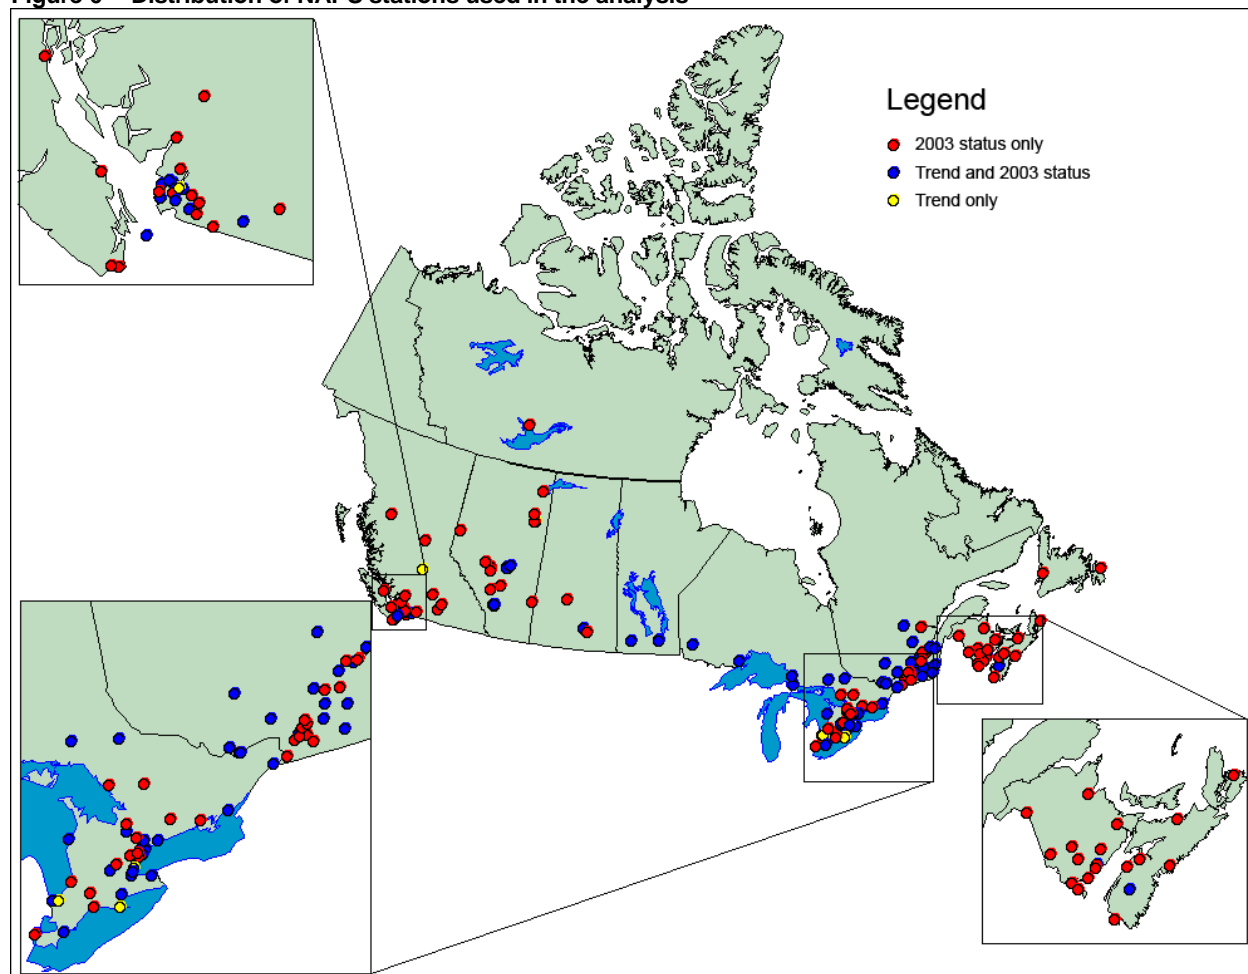 Distribution of NAPS stations used in the analysis
Legend
2003 status only
Trend and 2003 status
Trend only